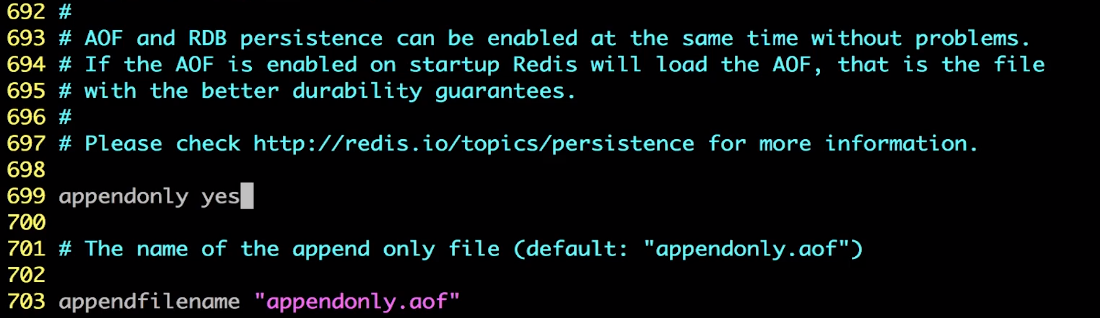 692 #
693 # AOF and RDB persistence can be enabled at the same time without problems.
694 # If the AOF is enabled on startup Redis will load the AOF, that is the file
695 # with the better durability guarantees.
696 #
697 # Please check http://redis.io/topics/persistence for more information.
698
699 appendonly yes
700
701 # The name of the append only file (default: "appendonly.aof")
702
703 appendfilename "appendonly.aof"